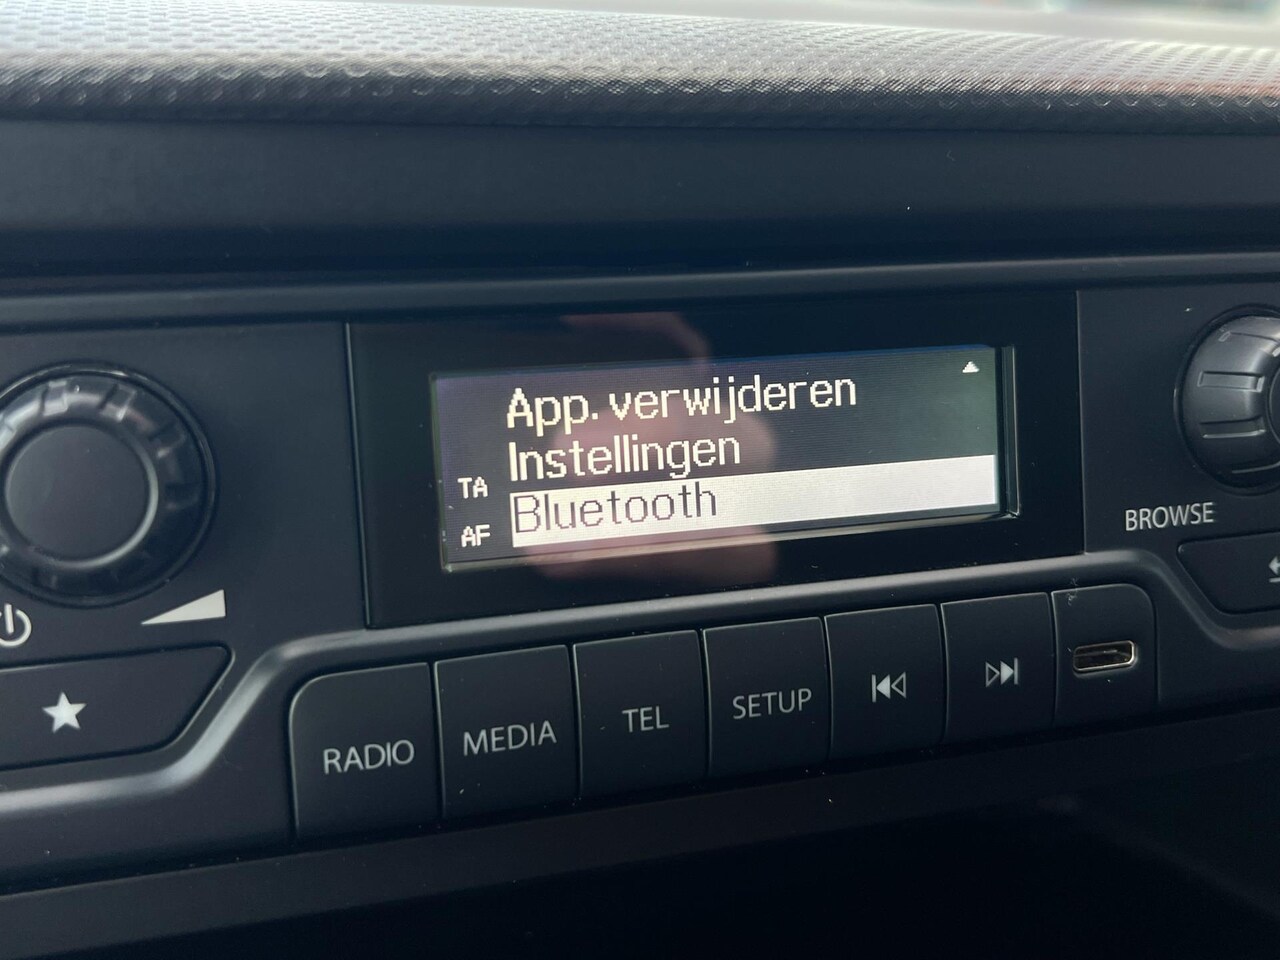 App. verwijderen
Instellingen
TA
Bluetooth
AF
BROWSE
RADIO
MEDIA
TEL
SETUP